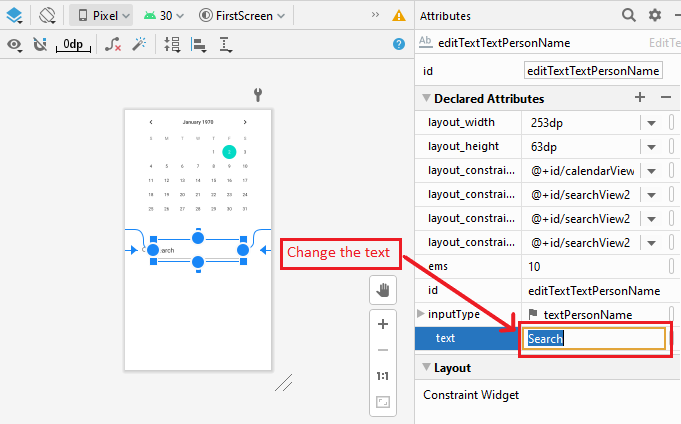 Pixel 30 FirstScreen
0dp
Attributes
Ab editTextTextPersonName EditTe
id editTextTextPersonName
Declared Attributes
layout_width 253dp
layout_height 63dp
layout_constrai... @+id/calendarView
layout_constrai... @+id/searchView2
layout_constrai... @+id/searchView2
layout_constrai... @+id/searchView2
ems 10
id editTextTextPersonName
inputType textPersonName
text Search
Layout
Constraint Widget
January 1970
S M T W T F S
1 2 3
4 5 6 7 8 9 10
11 12 13 14 15 16 17
18 19 20 21 22 23 24
25 26 27 28 29 30 31
earch
Change the text
1:1